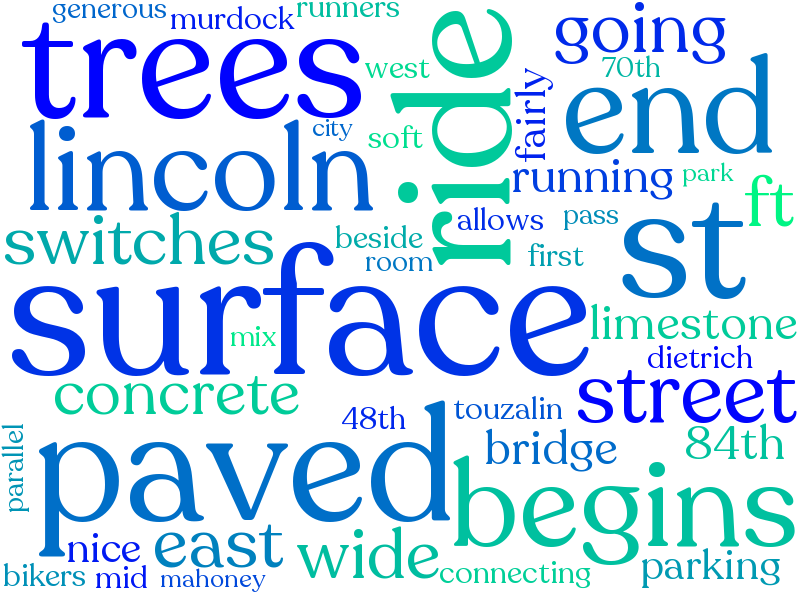 generous
murdock
runners
trees
west
ride
going
70th
fairly
end
city
soft
lincoln
running
park
ft
allows
pass
st
switches
beside
room
first
surface
mix
limestone
dietrich
concrete
48th
touzalin
street
parallel
paved
bridge
84th
begins
nice
east
wide
bikers
mid
mahoney
connecting
parking